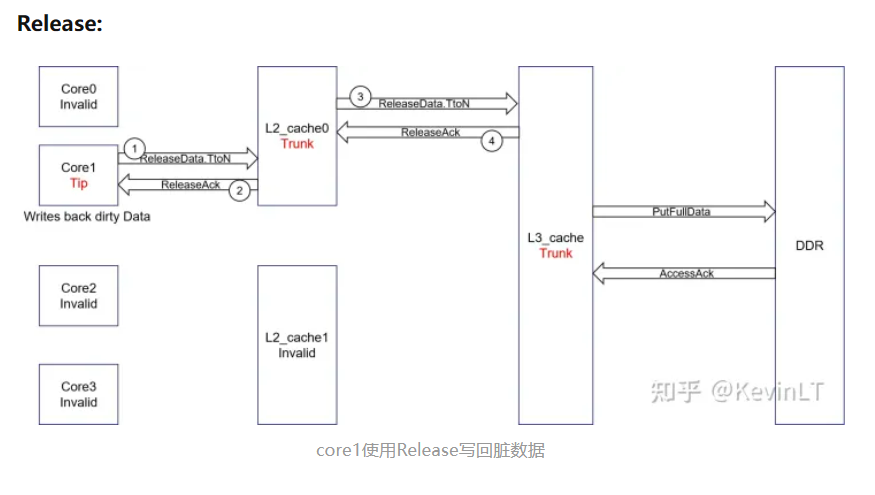 Release:
Core0
Invalid
Core1
Tip
Writes back dirty Data
Core2
Invalid
Core3
Invalid
1
ReleaseData.TtoN
ReleaseAck
2
L2_cache0
Trunk
L2_cache1
Invalid
3
ReleaseData.TtoN
ReleaseAck
4
L3_cache
Trunk
PutFullData
AccessAck
DDR
知乎 @KevinLT
core1使用Release写回脏数据